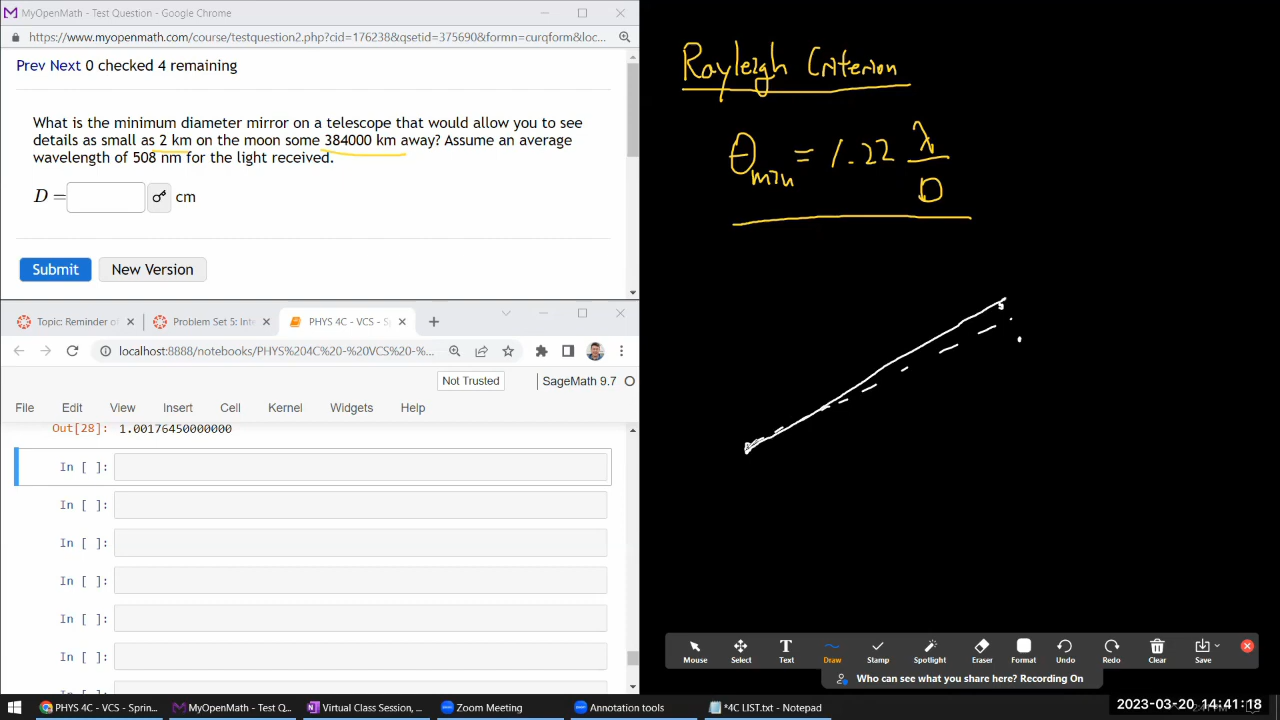 MyOpenMath - Test Question - Google Chrome
https://www.myopenmath.com/course/testquestion2.php?cid=176238&qsetid=375690&formn=curqform&loc...
Prev Next 0 checked 4 remaining
What is the minimum diameter mirror on a telescope that would allow you to see
details as small as 2 km on the moon some 384000 km away? Assume an average
wavelength of 508 nm for the light received.
D = cm
Submit New Version
Topic: Reminder o Problem Set 5: Inte PHYS 4C - VCS - Sp
localhost:8888/notebooks/PHYS%204C%20-%20VCS%20-%...
Not Trusted SageMath 9.7
File Edit View Insert Cell Kernel Widgets Help
Out[28]: 1.00176450000000
In [ ]:
In [ ]:
In [ ]:
In [ ]:
In [ ]:
In [ ]:
Rayleigh Criterion
θmin = 1.22 λ/D
Mouse Select Text Draw Stamp Spotlight Eraser Format Undo Redo Clear Save
Who can see what you share here? Recording On
PHYS 4C - VCS - Sprin... MyOpenMath - Test Q... Virtual Class Session, ... Zoom Meeting Annotation tools *4C LIST.txt - Notepad
2023-03-20 14:41:18